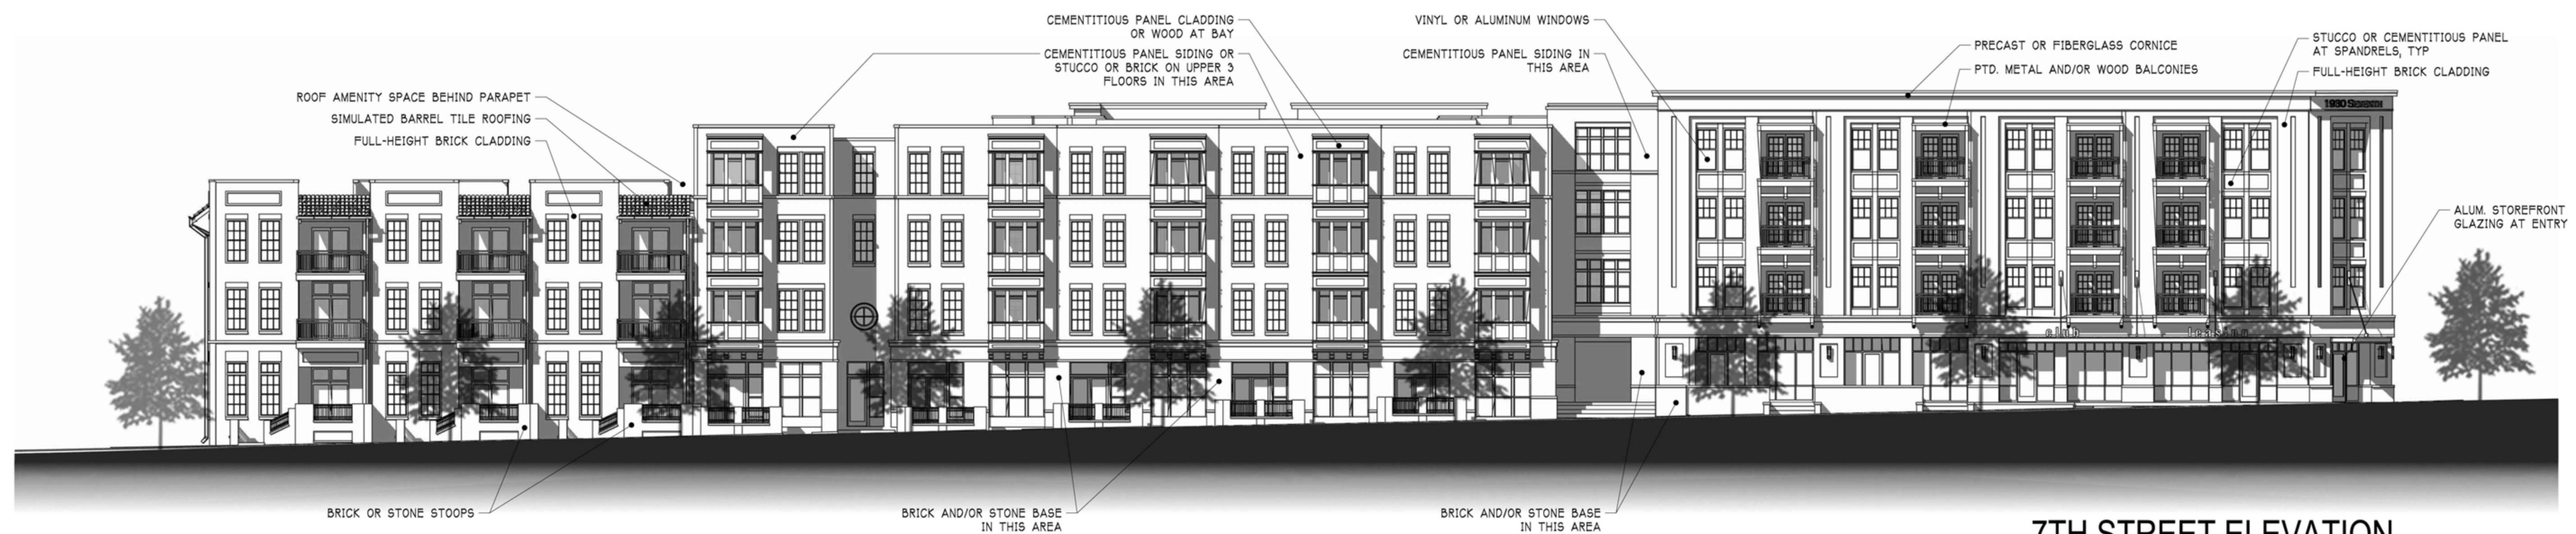 CEMENTITIOUS PANEL CLADDING
OR WOOD AT BAY
CEMENTITIOUS PANEL SIDING OR
STUCCO OR BRICK ON UPPER 3
FLOORS IN THIS AREA
VINYL OR ALUMINUM WINDOWS
CEMENTITIOUS PANEL SIDING IN
THIS AREA
PRECAST OR FIBERGLASS CORNICE
PTD. METAL AND/OR WOOD BALCONIES
STUCCO OR CEMENTITIOUS PANEL
AT SPANDRELS, TYP
FULL-HEIGHT BRICK CLADDING
ROOF AMENITY SPACE BEHIND PARAPET
SIMULATED BARREL TILE ROOFING
FULL-HEIGHT BRICK CLADDING
1930 Seventh
ALUM. STOREFRONT
GLAZING AT ENTRY
club
leasing
BRICK OR STONE STOOPS
BRICK AND/OR STONE BASE
IN THIS AREA
BRICK AND/OR STONE BASE
IN THIS AREA
7TH STREET ELEVATION